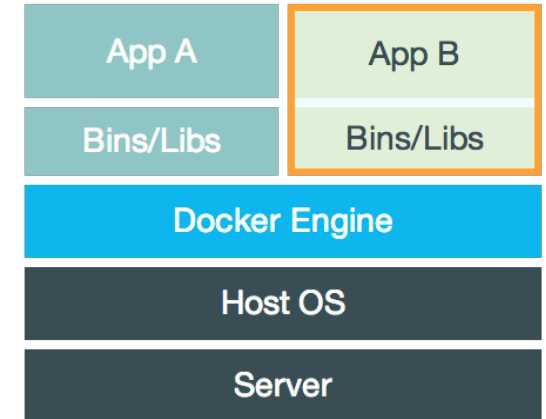 App A
App B
Bins/Libs
Bins/Libs
Docker Engine
Host OS
Server